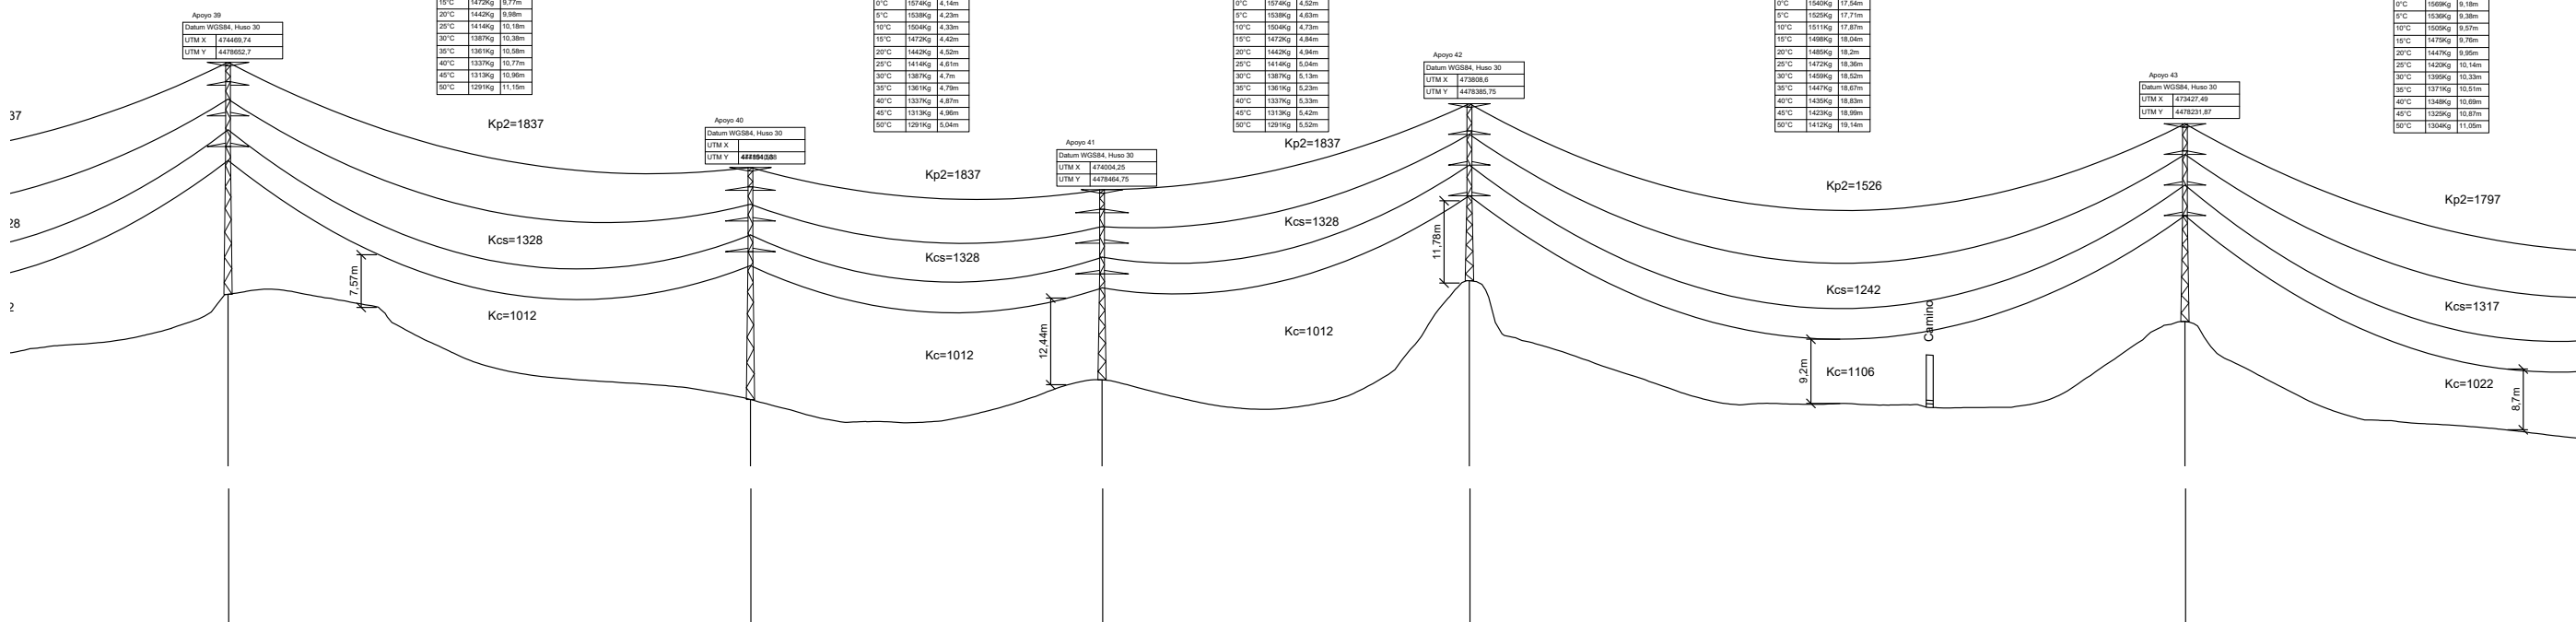 Apoyo 39
Datum WGS84, Huso 30
UTM X 474469,74
UTM Y 4478652,7
15°C 1472Kg 9,77m
20°C 1442Kg 9,98m
25°C 1414Kg 10,18m
30°C 1387Kg 10,38m
35°C 1361Kg 10,58m
40°C 1337Kg 10,77m
45°C 1313Kg 10,96m
50°C 1291Kg 11,15m
Apoyo 40
Datum WGS84, Huso 30
UTM X
UTM Y
0°C 1574Kg 4,14m
5°C 1538Kg 4,23m
10°C 1504Kg 4,33m
15°C 1472Kg 4,42m
20°C 1442Kg 4,52m
25°C 1414Kg 4,61m
30°C 1387Kg 4,7m
35°C 1361Kg 4,79m
40°C 1337Kg 4,87m
45°C 1313Kg 4,96m
50°C 1291Kg 5,04m
Apoyo 41
Datum WGS84, Huso 30
UTM X 474004,25
UTM Y 4478464,75
0°C 1574Kg 4,52m
5°C 1538Kg 4,63m
10°C 1504Kg 4,73m
15°C 1472Kg 4,84m
20°C 1442Kg 4,94m
25°C 1414Kg 5,04m
30°C 1387Kg 5,13m
35°C 1361Kg 5,23m
40°C 1337Kg 5,33m
45°C 1313Kg 5,42m
50°C 1291Kg 5,52m
Apoyo 42
Datum WGS84, Huso 30
UTM X 473808,6
UTM Y 4478385,75
0°C 1540Kg 17,54m
5°C 1525Kg 17,71m
10°C 1511Kg 17,87m
15°C 1498Kg 18,04m
20°C 1485Kg 18,2m
25°C 1472Kg 18,36m
30°C 1459Kg 18,52m
35°C 1447Kg 18,67m
40°C 1435Kg 18,83m
45°C 1423Kg 18,99m
50°C 1412Kg 19,14m
Apoyo 43
Datum WGS84, Huso 30
UTM X 473427,49
UTM Y 4478231,87
0°C 1569Kg 9,18m
5°C 1536Kg 9,38m
10°C 1505Kg 9,57m
15°C 1475Kg 9,76m
20°C 1447Kg 9,95m
25°C 1420Kg 10,14m
30°C 1395Kg 10,33m
35°C 1371Kg 10,51m
40°C 1348Kg 10,69m
45°C 1325Kg 10,87m
50°C 1304Kg 11,05m
37
28
2
7,57m
Kp2=1837
Kcs=1328
Kc=1012
Kp2=1837
Kcs=1328
Kc=1012
12,44m
Kp2=1837
Kcs=1328
Kc=1012
11,78m
Kp2=1526
Kcs=1242
Kc=1106
9,2m
Camino
Kp2=1797
Kcs=1317
Kc=1022
8,7m